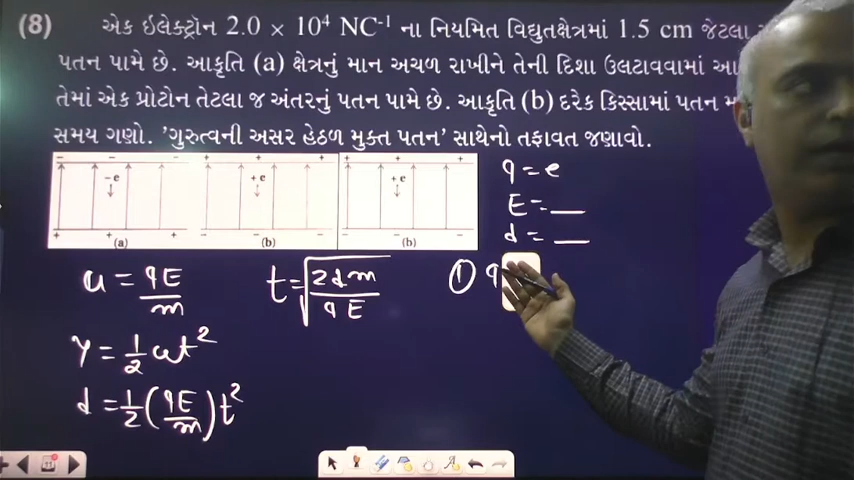 (8) એક ઇલેક્ટ્રૉન 2.0 × 10⁴ NC⁻¹ ના નિયમિત વિદ્યુતક્ષેત્રમાં 1.5 cm જેટલા
પતન પામે છે. આકૃતિ (a) ક્ષેત્રનું માન અચળ રાખીને તેની દિશા ઉલટાવવામાં
તેમાં એક પ્રોટોન તેટલા જ અંતરનું પતન પામે છે. આકૃતિ (b) દરેક કિસ્સામાં પતન
સમય ગણો. 'ગુરુત્વની અસર હેઠળ મુક્ત પતન' સાથેનો તફાવત જણાવો.
− − − + + + + + +
− e + e + e
+ + + − − − − − −
(a) (b) (b)
q = e
E = __
d = __
a = qE/m t = √(2dm/qE) ① q
y = 1/2 at²
d = 1/2 (qE/m) t²